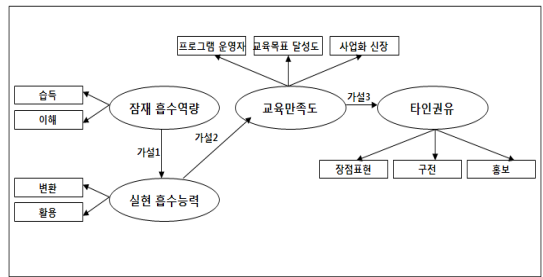 프로그램 운영자
교육목표 달성도
사업화 신장
습득
이해
잠재 흡수역량
교육만족도
가설3
타인권유
가설1
가설2
장점표현
구전
홍보
변환
활용
실현 흡수능력